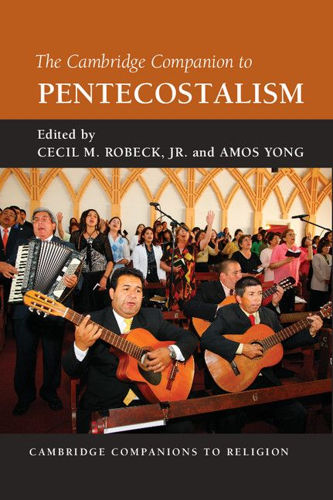 The Cambridge Companion to
PENTECOSTALISM
Edited by
CECIL M. ROBECK, JR. and AMOS YONG
CAMBRIDGE COMPANIONS TO RELIGION